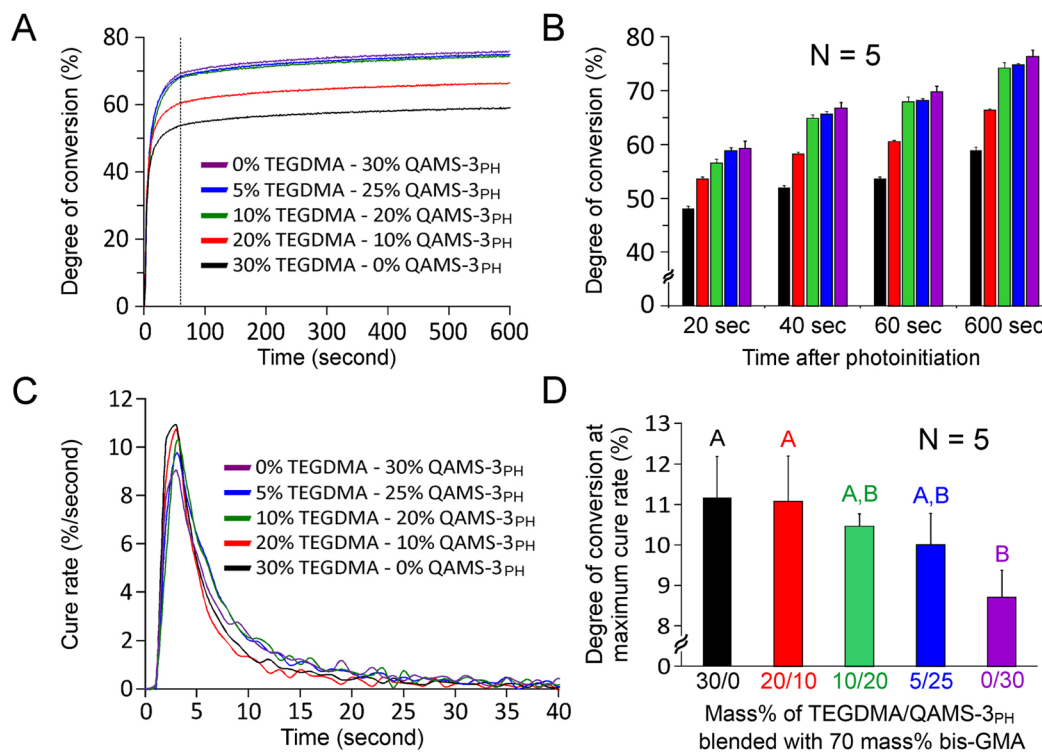 A
Degree of conversion (%)
80
60
40
20
0
0% TEGDMA - 30% QAMS-3PH
5% TEGDMA - 25% QAMS-3PH
10% TEGDMA - 20% QAMS-3PH
20% TEGDMA - 10% QAMS-3PH
30% TEGDMA - 0% QAMS-3PH
0 100 200 300 400 500 600
Time (second)
B
N = 5
Degree of conversion (%)
80
70
60
50
40
0
20 sec 40 sec 60 sec 600 sec
Time after photoinitiation
C
Cure rate (%/second)
12
10
8
6
4
2
0
0% TEGDMA - 30% QAMS-3PH
5% TEGDMA - 25% QAMS-3PH
10% TEGDMA - 20% QAMS-3PH
20% TEGDMA - 10% QAMS-3PH
30% TEGDMA - 0% QAMS-3PH
0 5 10 15 20 25 30 35 40
Time (second)
D
N = 5
Degree of conversion at
maximum cure rate (%)
13
12
11
10
9
8
0
A A A,B A,B B
30/0 20/10 10/20 5/25 0/30
Mass% of TEGDMA/QAMS-3PH
blended with 70 mass% bis-GMA